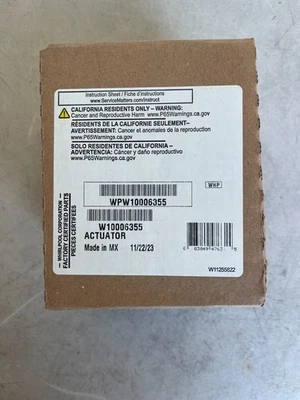 Instruction Sheet / Fiche d'instructions
www.ServiceMatters.com/instruct
CALIFORNIA RESIDENTS ONLY – WARNING:
Cancer and Reproductive Harm www.P65Warnings.ca.gov
RÉSIDENTS DE LA CALIFORNIE SEULEMENT–
AVERTISSEMENT: Cancer et anomalies de la reproduction
www.P65Warnings.ca.gov
SOLO RESIDENTES DE CALIFORNIA -
ADVERTENCIA: Cáncer y daño reproductivo
www.P65Warnings.ca.gov
WHP
WPW10006355
W10006355
ACTUATOR
Made in MX 11/22/23
W11255622
— WHIRLPOOL CORPORATION —
FACTORY CERTIFIED PARTS
PIECES CERTIFIEES